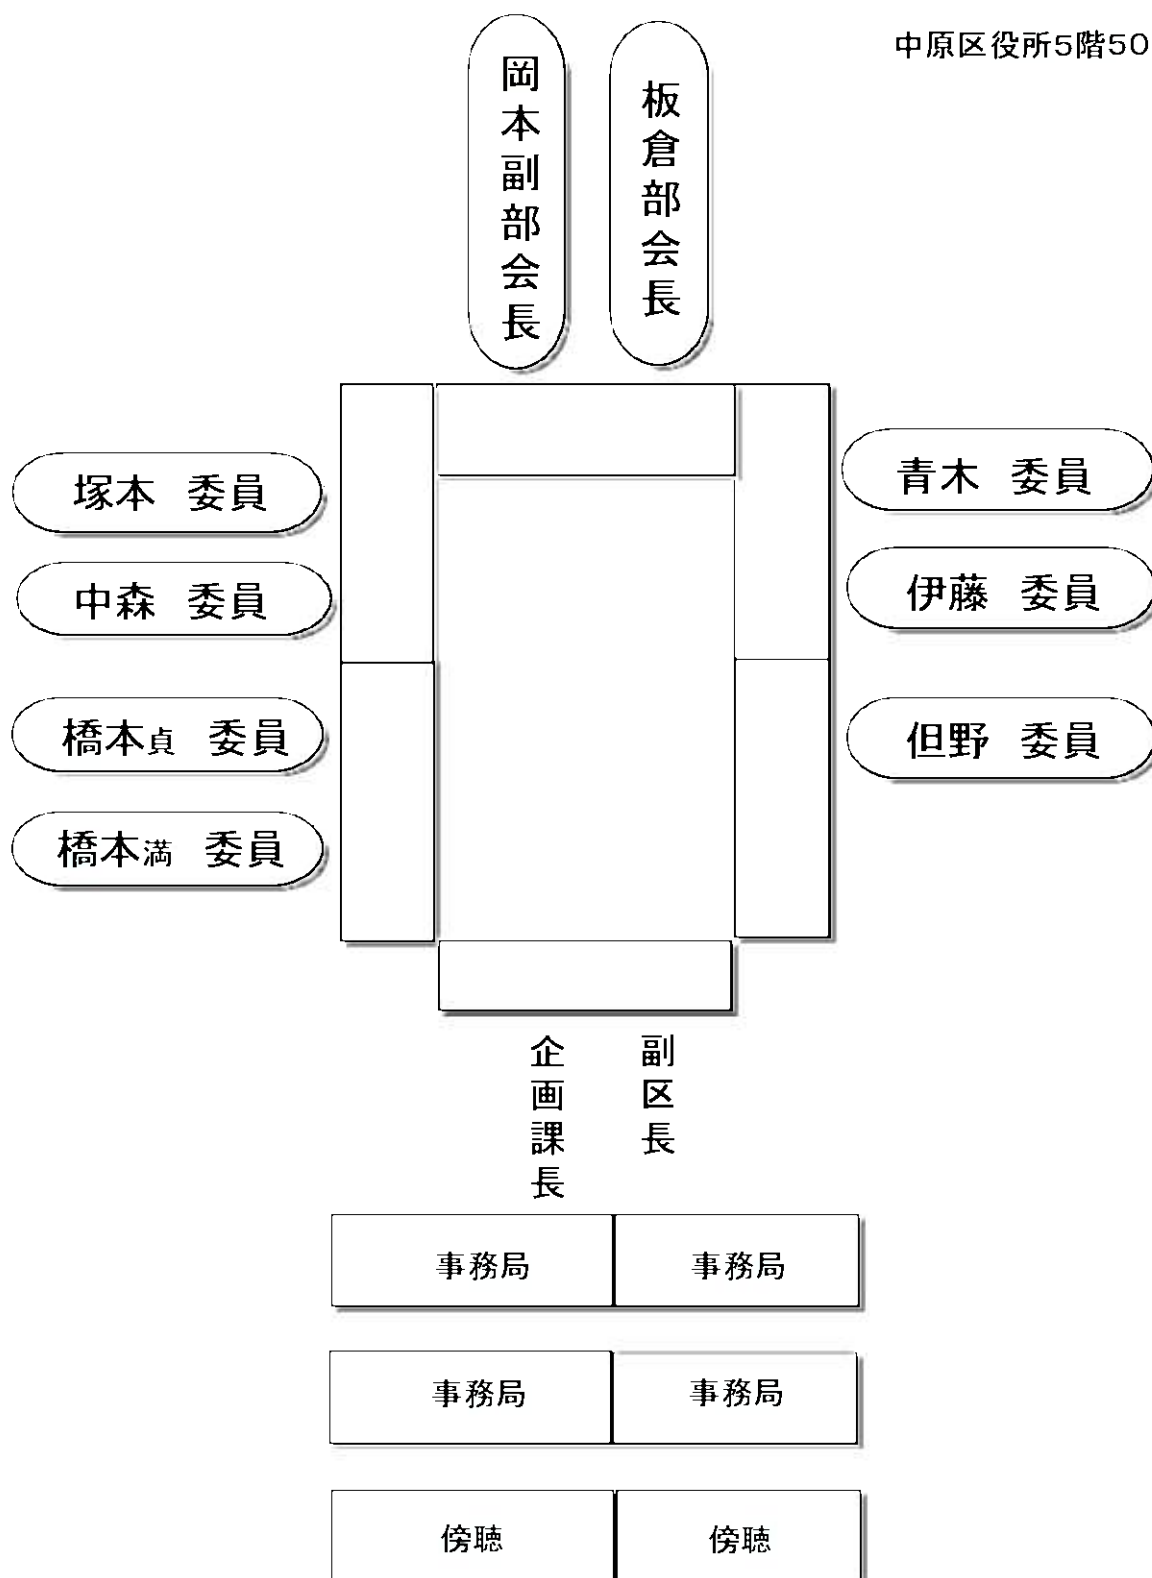 中原区役所5階50
岡本副部会長
板倉部会長
塚本 委員
青木 委員
中森 委員
伊藤 委員
橋本貞 委員
但野 委員
橋本満 委員
企画課長
副区長
事務局
事務局
事務局
事務局
傍聴
傍聴